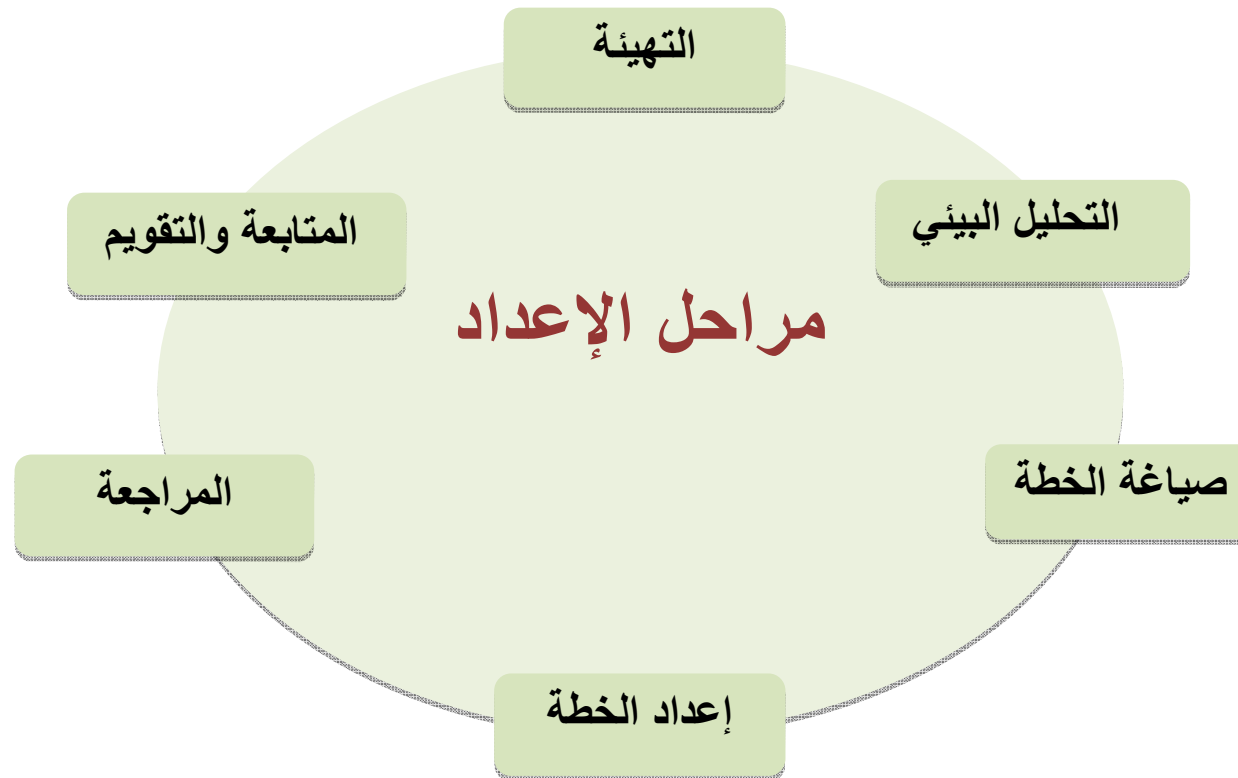 التهيئة
التحليل البيئي
المتابعة والتقويم
مراحل الإعداد
صياغة الخطة
المراجعة
إعداد الخطة